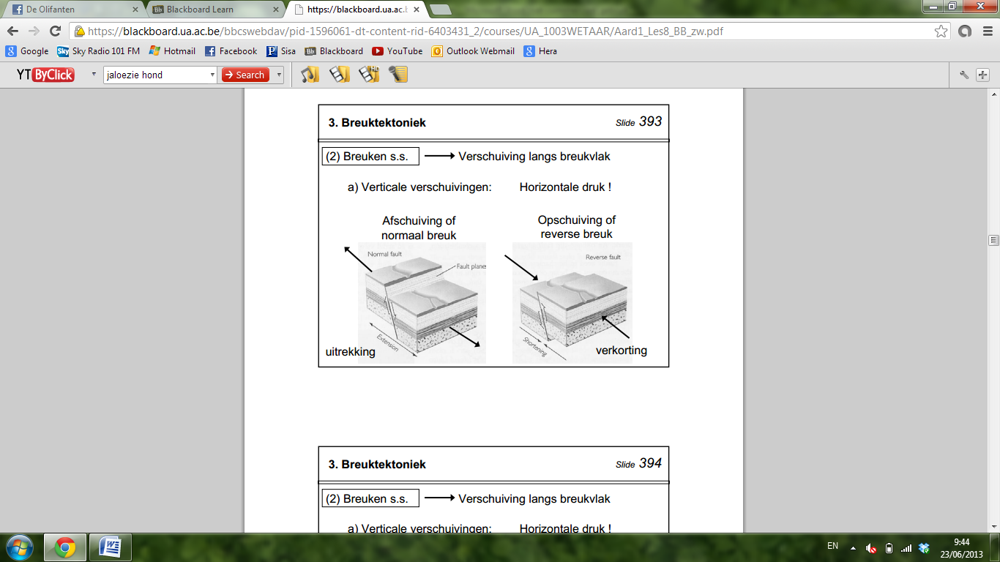 De Olifanten
Blackboard Learn
https://blackboard.ua.ac.b
https://blackboard.ua.ac.be/bbcswebdav/pid-1596061-dt-content-rid-6403431_2/courses/UA_1003WETAAR/Aard1_Les8_BB_zw.pdf
Google Sky Radio 101 FM Hotmail Facebook Sisa Blackboard YouTube Outlook Webmail Hera
YT ByClick jaloezie hond Search
3. Breuktektoniek Slide 393
(2) Breuken s.s. Verschuiving langs breukvlak
a) Verticale verschuivingen: Horizontale druk !
Afschuiving of
normaal breuk
Opschuiving of
reverse breuk
Normal fault
Fault plane
Extension
uitrekking
Reverse fault
Shortening
verkorting
3. Breuktektoniek Slide 394
(2) Breuken s.s. Verschuiving langs breukvlak
a) Verticale verschuivingen: Horizontale druk !
EN
9:44
23/06/2013